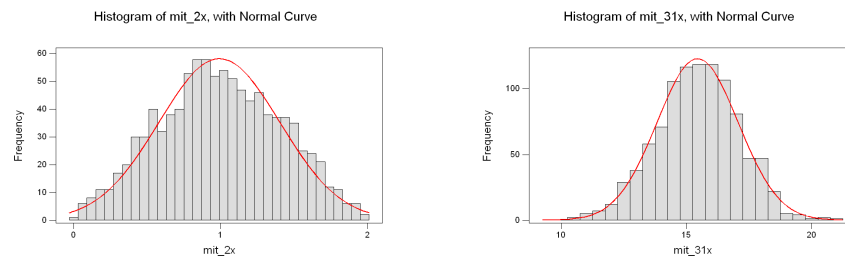 Histogram of mit_2x, with Normal Curve
60
50
40
30
20
10
0
Frequency
0
1
2
mit_2x
Histogram of mit_31x, with Normal Curve
100
50
0
Frequency
10
15
20
mit_31x